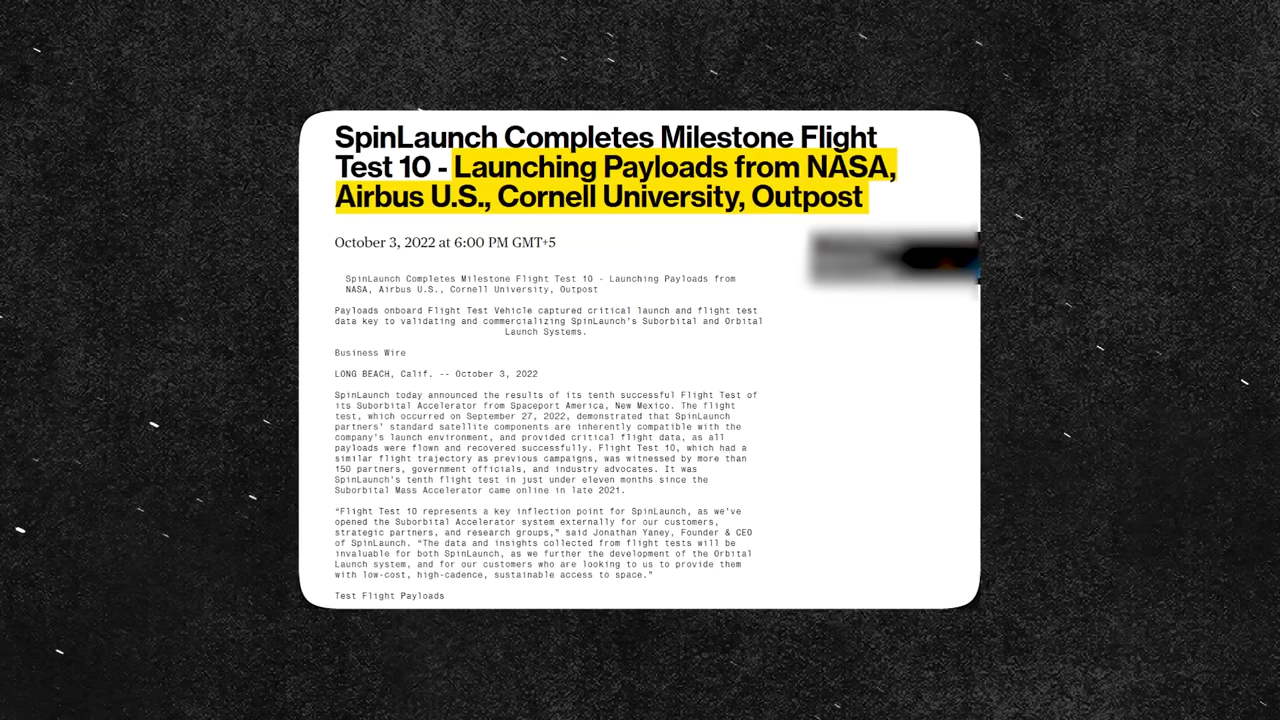 SpinLaunch Completes Milestone Flight
Test 10 - Launching Payloads from NASA,
Airbus U.S., Cornell University, Outpost
October 3, 2022 at 6:00 PM GMT+5
SpinLaunch Completes Milestone Flight Test 10 - Launching Payloads from
NASA, Airbus U.S., Cornell University, Outpost
Payloads onboard Flight Test Vehicle captured critical launch and flight test
data key to validating and commercializing SpinLaunch's Suborbital and Orbital
Launch Systems.
Business Wire
LONG BEACH, Calif. -- October 3, 2022
SpinLaunch today announced the results of its tenth successful Flight Test of
its Suborbital Accelerator from Spaceport America, New Mexico. The flight
test, which occurred on September 27, 2022, demonstrated that SpinLaunch
partners' standard satellite components are inherently compatible with the
company's launch environment, and provided critical flight data, as all
payloads were flown and recovered successfully. Flight Test 10, which had a
similar flight trajectory as previous campaigns, was witnessed by more than
150 partners, government officials, and industry advocates. It was
SpinLaunch's tenth flight test in just under eleven months since the
Suborbital Mass Accelerator came online in late 2021.
“Flight Test 10 represents a key inflection point for SpinLaunch, as we've
opened the Suborbital Accelerator system externally for our customers,
strategic partners, and research groups,” said Jonathan Yaney, Founder & CEO
of SpinLaunch. “The data and insights collected from flight tests will be
invaluable for both SpinLaunch, as we further the development of the Orbital
Launch system, and for our customers who are looking to us to provide them
with low-cost, high-cadence, sustainable access to space.”
Test Flight Payloads